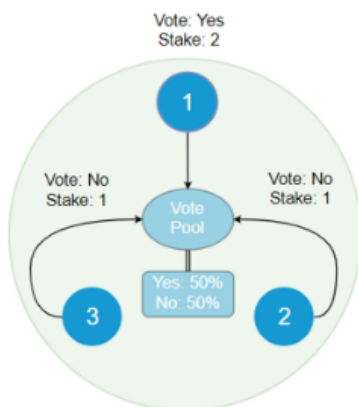 Vote: Yes
Stake: 2
1
Vote: No
Stake: 1
Vote: No
Stake: 1
Vote
Pool
Yes: 50%
No: 50%
3
2